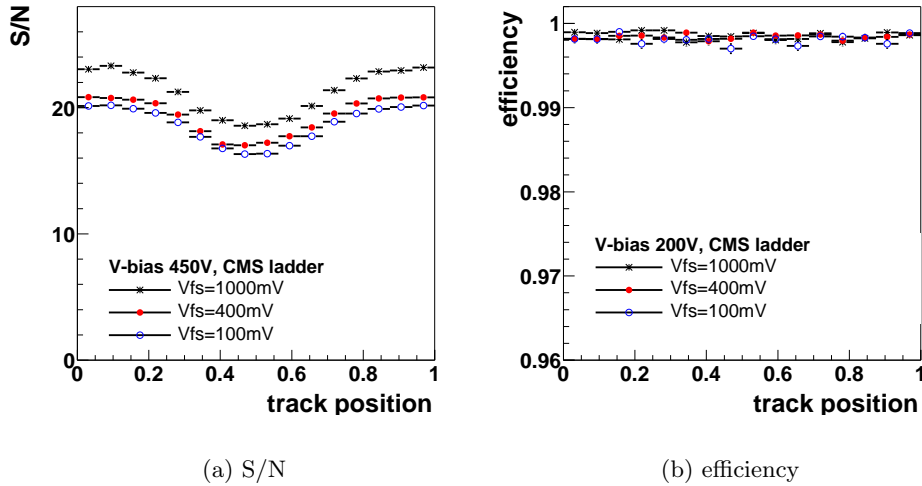 S/N
20
10
0
V-bias 450V, CMS ladder
Vfs=1000mV
Vfs=400mV
Vfs=100mV
0 0.2 0.4 0.6 0.8 1
track position
(a) S/N
efficiency
1
0.99
0.98
0.97
0.96
V-bias 200V, CMS ladder
Vfs=1000mV
Vfs=400mV
Vfs=100mV
0 0.2 0.4 0.6 0.8 1
track position
(b) efficiency